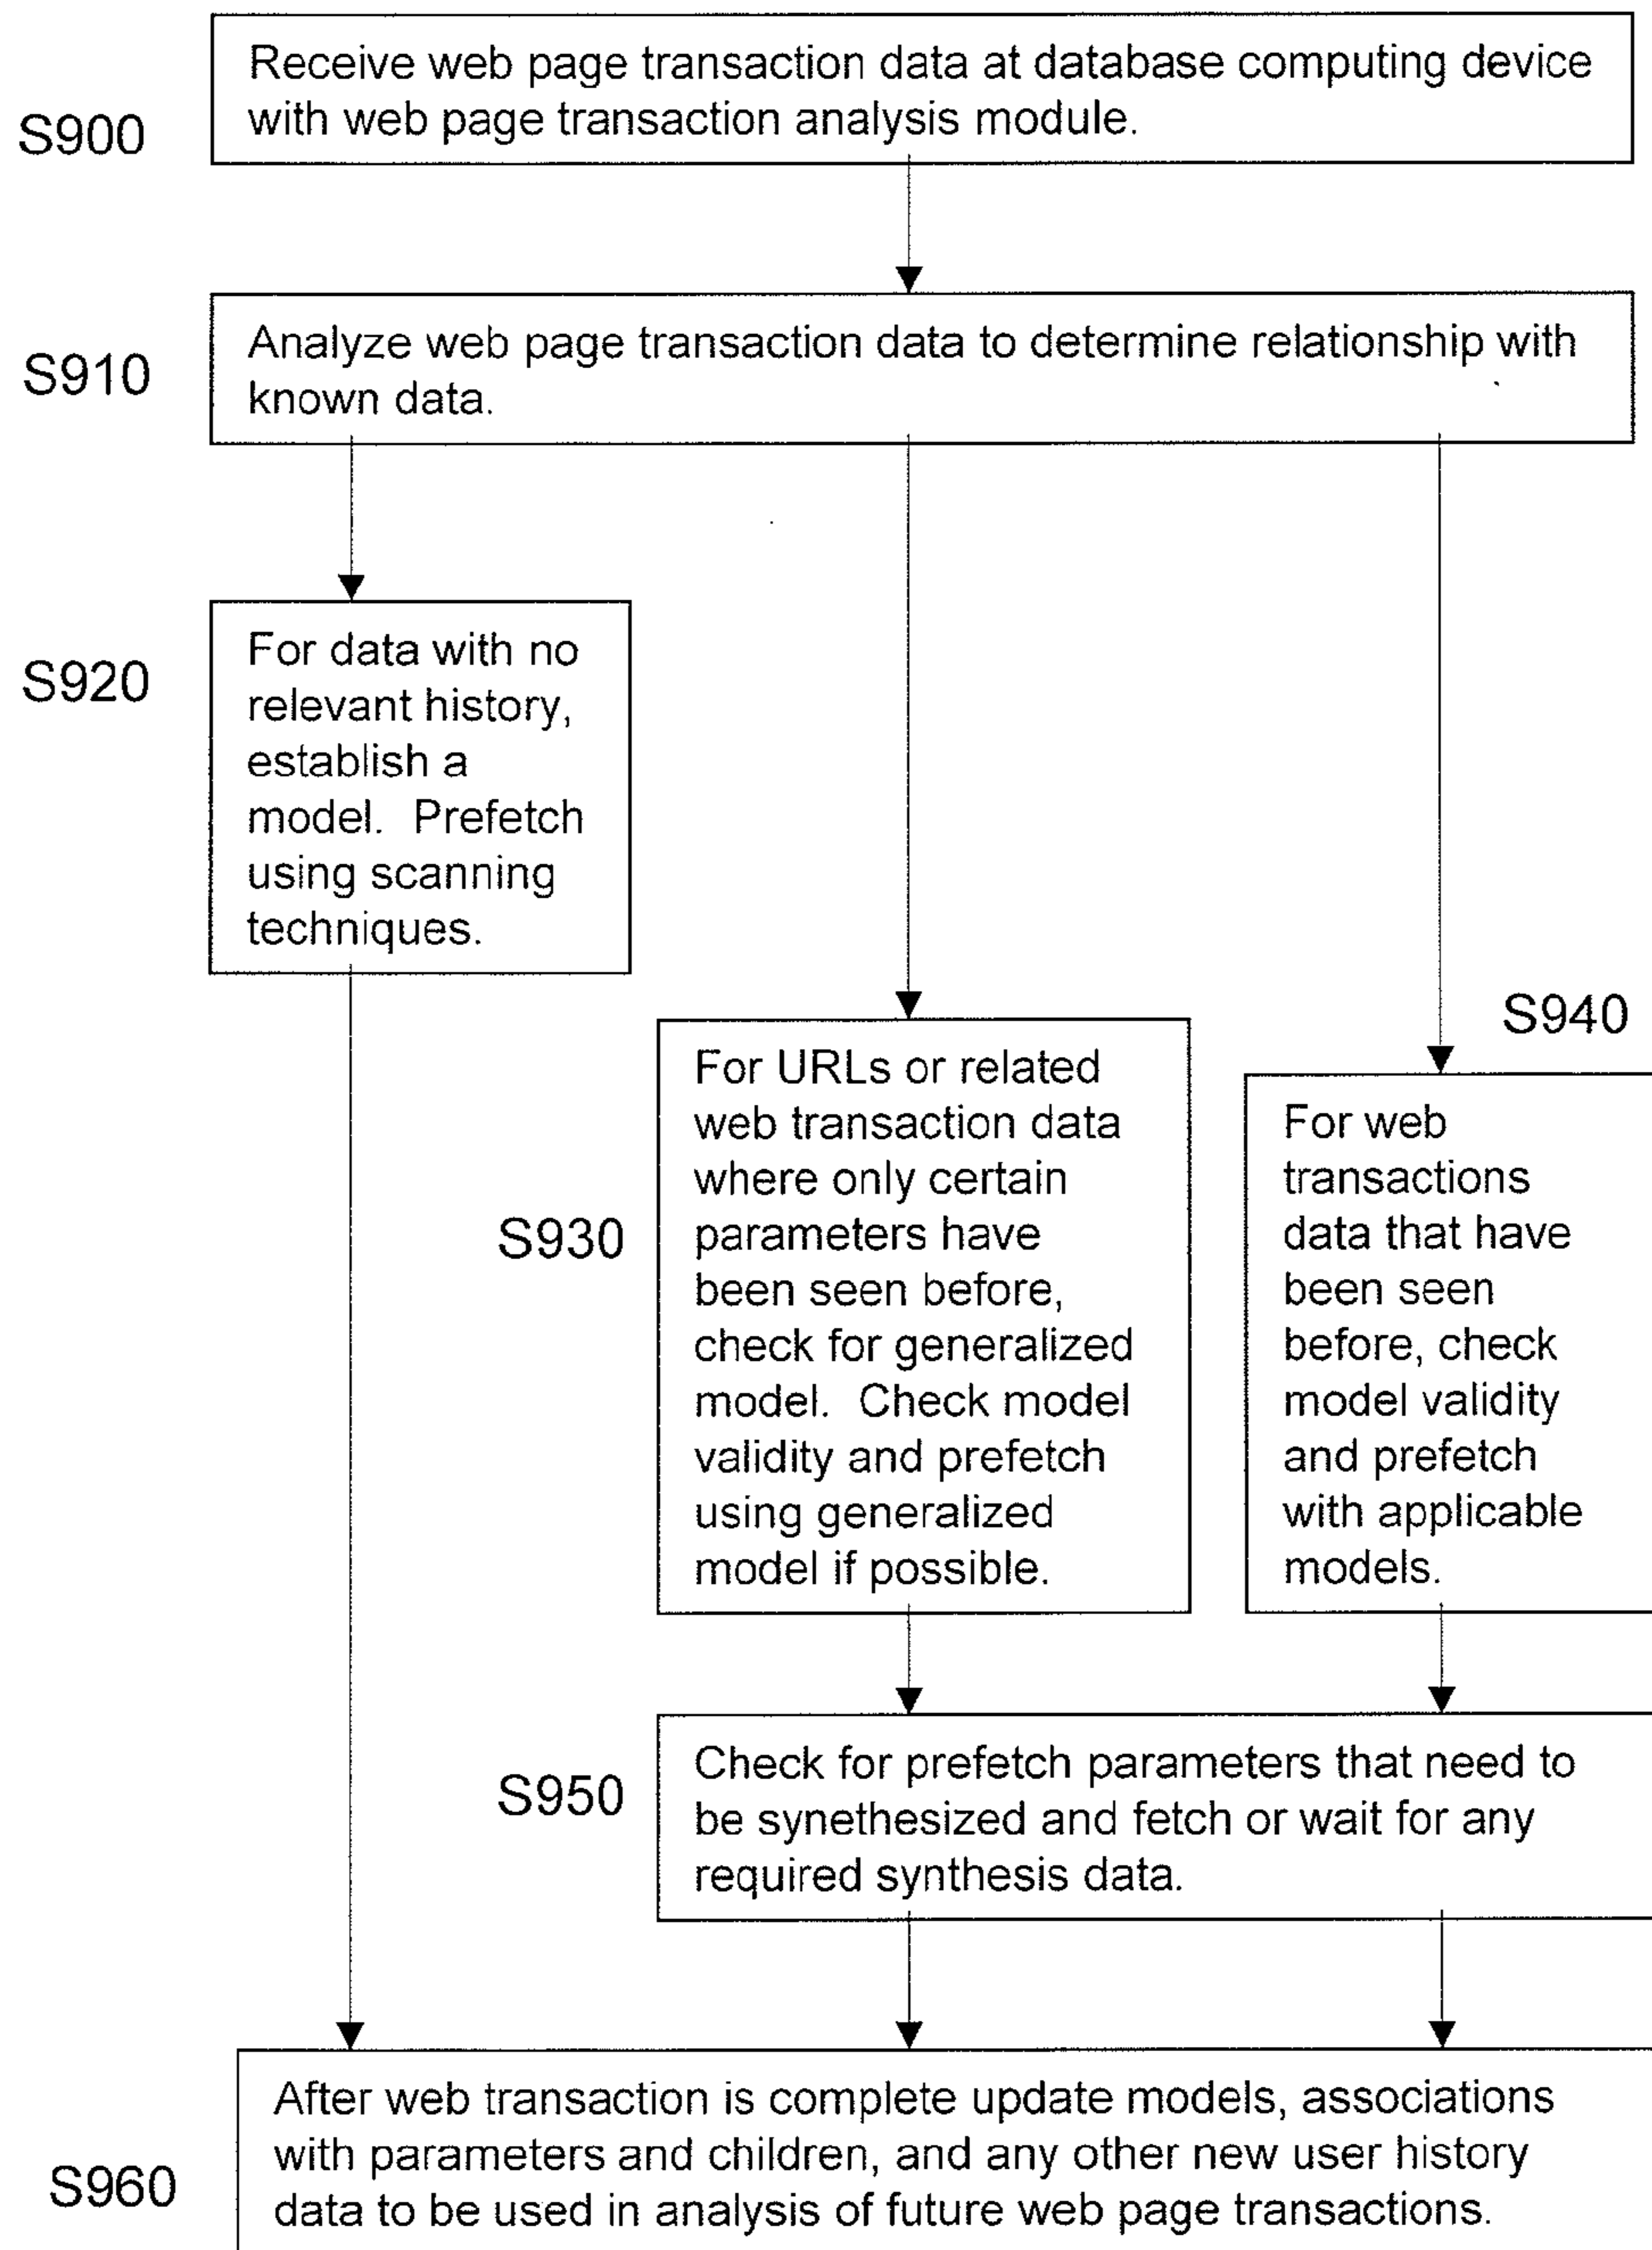 Receive web page transaction data at database computing device
with web page transaction analysis module.
S900
Analyze web page transaction data to determine relationship with
known data.
S910
S920
For data with no
relevant history,
establish a
model. Prefetch
using scanning
techniques.
S930
For URLs or related
web transaction data
where only certain
parameters have
been seen before,
check for generalized
model. Check model
validity and prefetch
using generalized
model if possible.
S940
For web
transactions
data that have
been seen
before, check
model validity
and prefetch
with applicable
models.
S950
Check for prefetch parameters that need to
be synethesized and fetch or wait for any
required synthesis data.
S960
After web transaction is complete update models, associations
with parameters and children, and any other new user history
data to be used in analysis of future web page transactions.